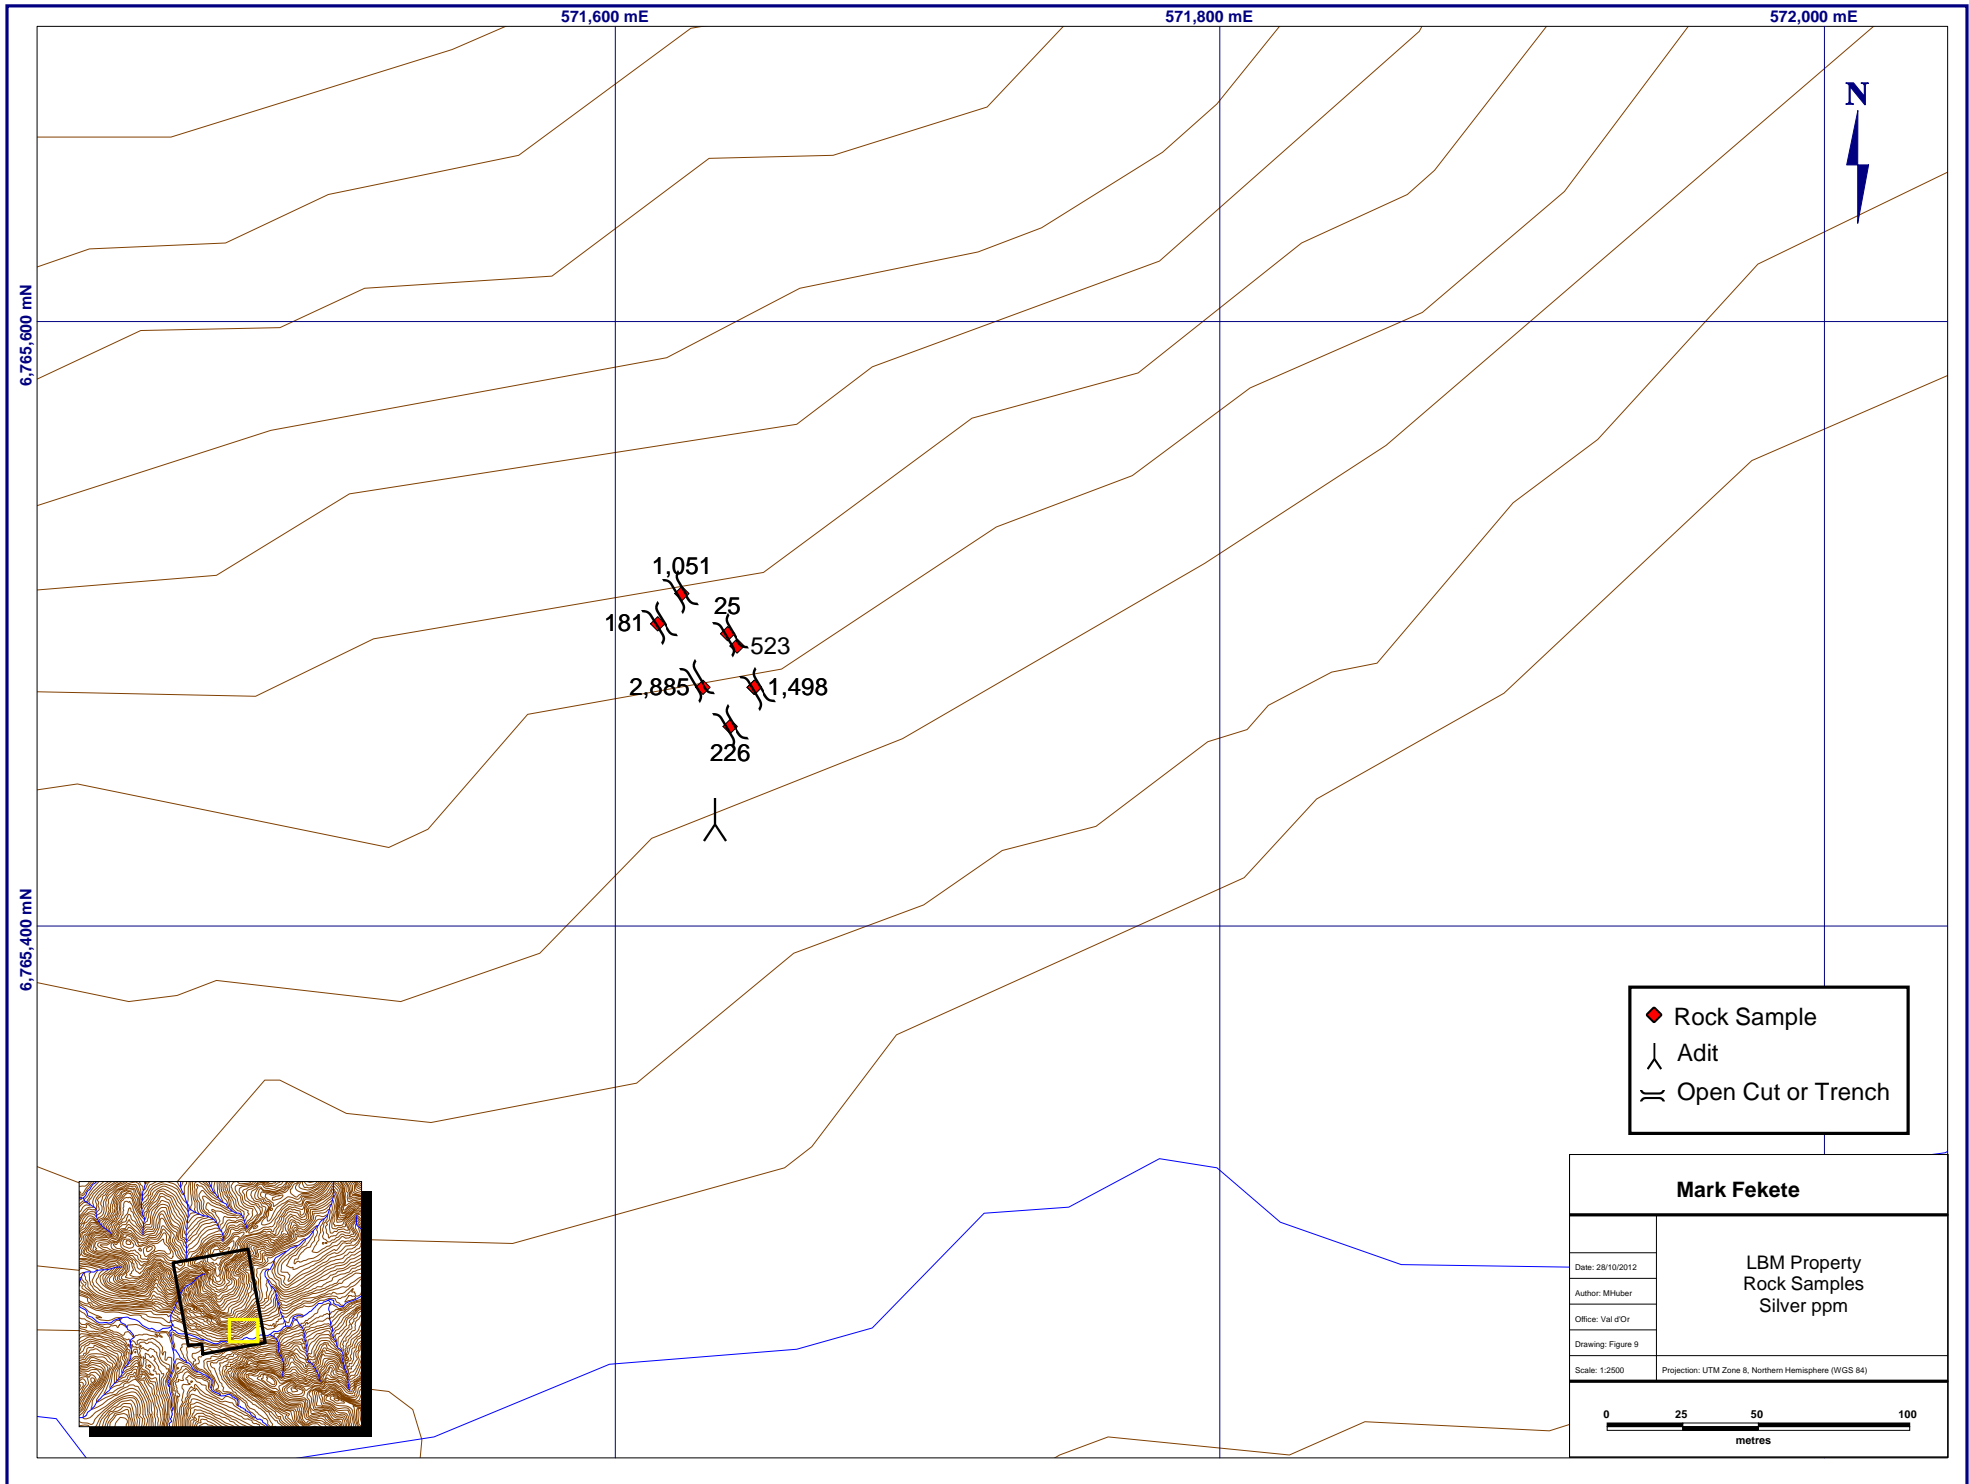 571,600 mE
571,800 mE
572,000 mE
N
6,765,600 mN
1,051
25
181
523
2,885
1,498
226
6,765,400 mN
Rock Sample
Adit
Open Cut or Trench
Mark Fekete
LBM Property
Rock Samples
Silver ppm
Date: 28/10/2012
Author: MHuber
Office: Val d'Or
Drawing: Figure 9
Scale: 1:2500
Projection: UTM Zone 8, Northern Hemisphere (WGS 84)
0 25 50 100
metres